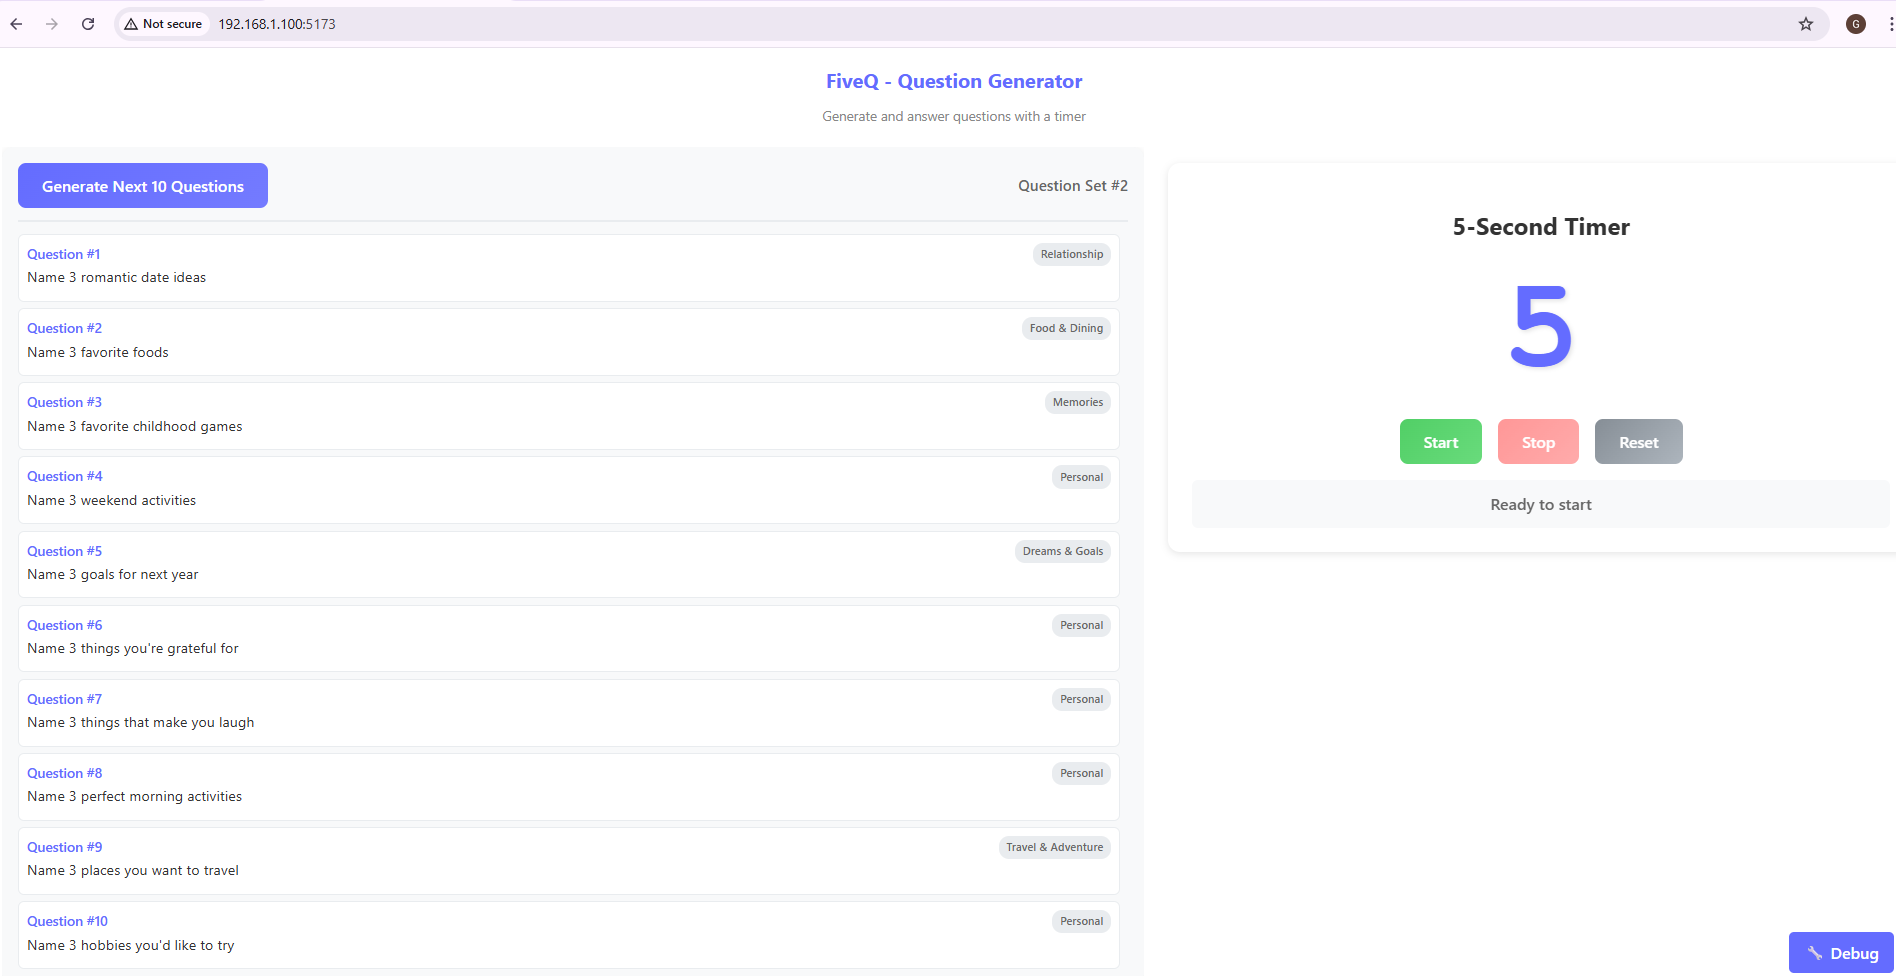 Not secure
192.168.1.100:5173
G
FiveQ - Question Generator
Generate and answer questions with a timer
Generate Next 10 Questions
Question Set #2
Question #1
Relationship
Name 3 romantic date ideas
Question #2
Food & Dining
Name 3 favorite foods
Question #3
Memories
Name 3 favorite childhood games
Question #4
Personal
Name 3 weekend activities
Question #5
Dreams & Goals
Name 3 goals for next year
Question #6
Personal
Name 3 things you're grateful for
Question #7
Personal
Name 3 things that make you laugh
Question #8
Personal
Name 3 perfect morning activities
Question #9
Travel & Adventure
Name 3 places you want to travel
Question #10
Personal
Name 3 hobbies you'd like to try
5-Second Timer
5
Start
Stop
Reset
Ready to start
Debug